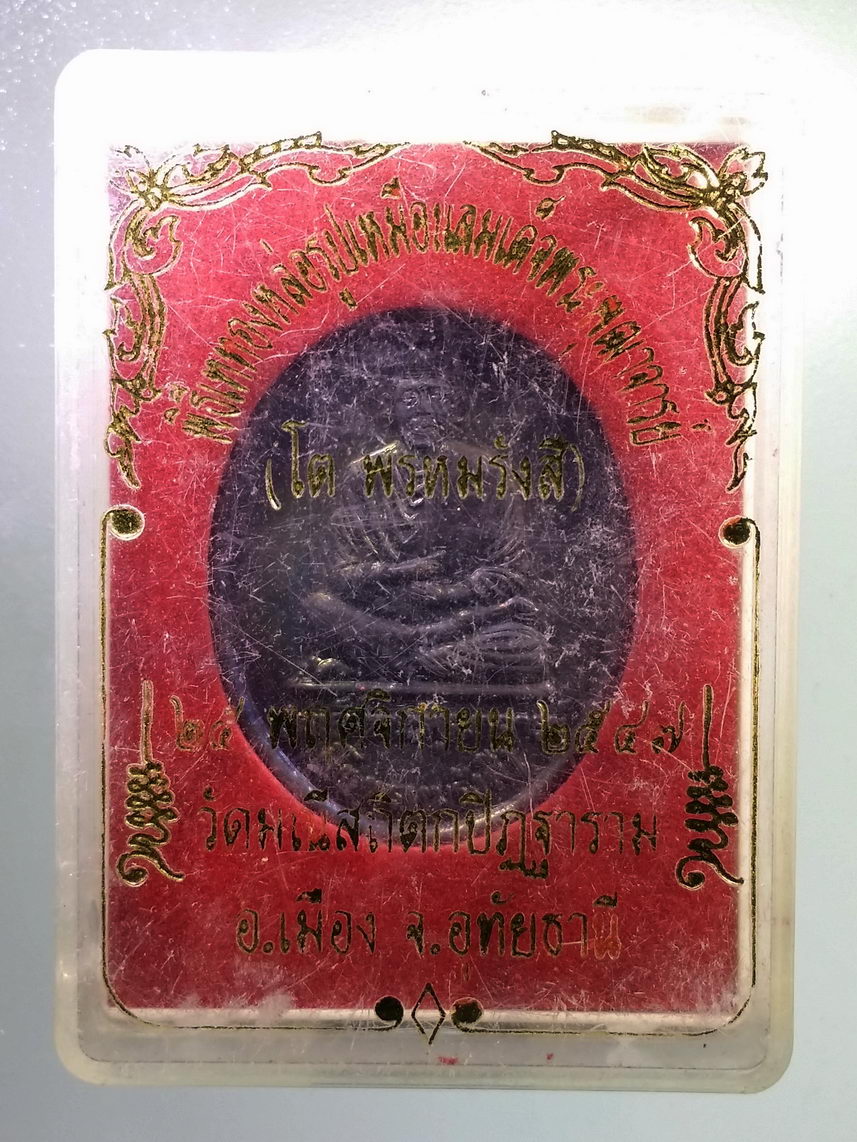 พิธีเททองหล่อรูปเหมือนสมเด็จพระพุฒาจารย์
(โต พรหมรังสี)
๒๔ พฤศจิกายน ๒๕๔๗
วัดมณีสถิตกปิฏฐาราม
อ.เมือง จ.อุทัยธานี